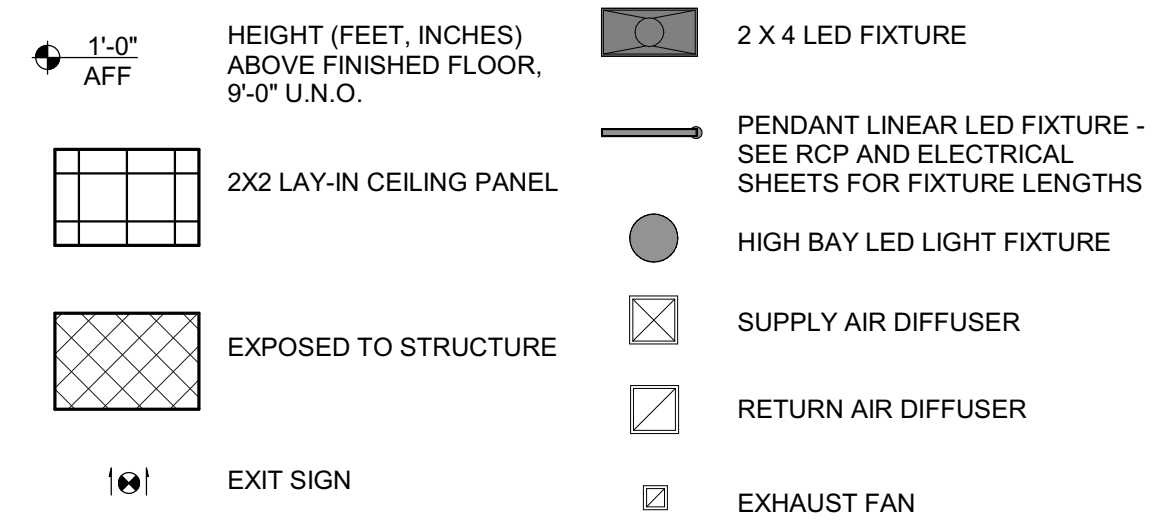 1'-0"
AFF
HEIGHT (FEET, INCHES)
ABOVE FINISHED FLOOR,
9'-0" U.N.O.
2X2 LAY-IN CEILING PANEL
EXPOSED TO STRUCTURE
EXIT SIGN
2 X 4 LED FIXTURE
PENDANT LINEAR LED FIXTURE -
SEE RCP AND ELECTRICAL
SHEETS FOR FIXTURE LENGTHS
HIGH BAY LED LIGHT FIXTURE
SUPPLY AIR DIFFUSER
RETURN AIR DIFFUSER
EXHAUST FAN